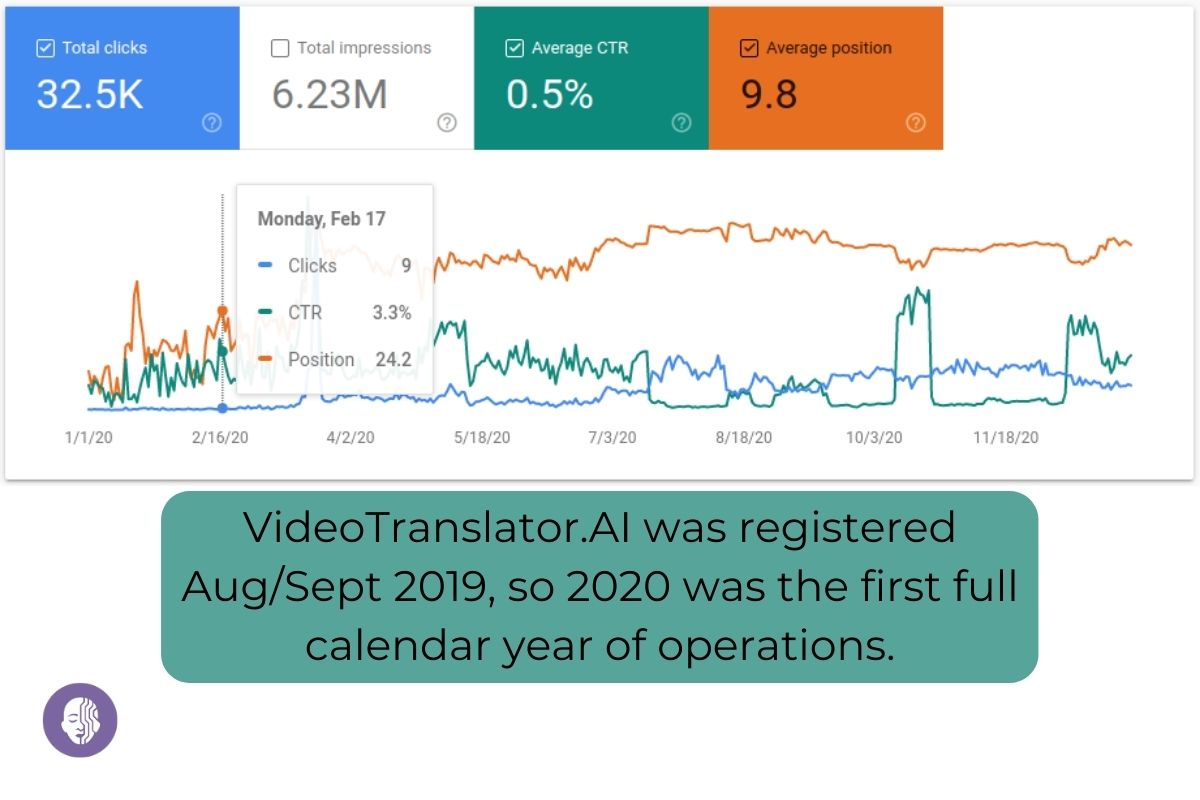 Total clicks
32.5K
Total impressions
6.23M
Average CTR
0.5%
Average position
9.8
Monday, Feb 17
Clicks 9
CTR 3.3%
Position 24.2
1/1/20 2/16/20 4/2/20 5/18/20 7/3/20 8/18/20 10/3/20 11/18/20
VideoTranslator.AI was registered
Aug/Sept 2019, so 2020 was the first full
calendar year of operations.